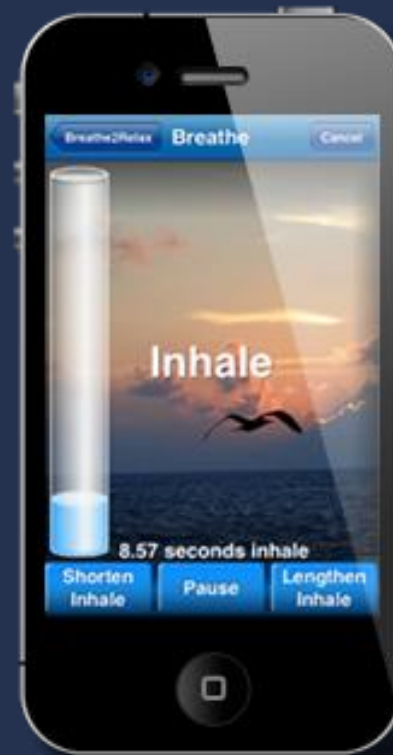 Breathe2Relax Breathe Cancel
Inhale
8.57 seconds inhale
Shorten Inhale
Pause
Lengthen Inhale